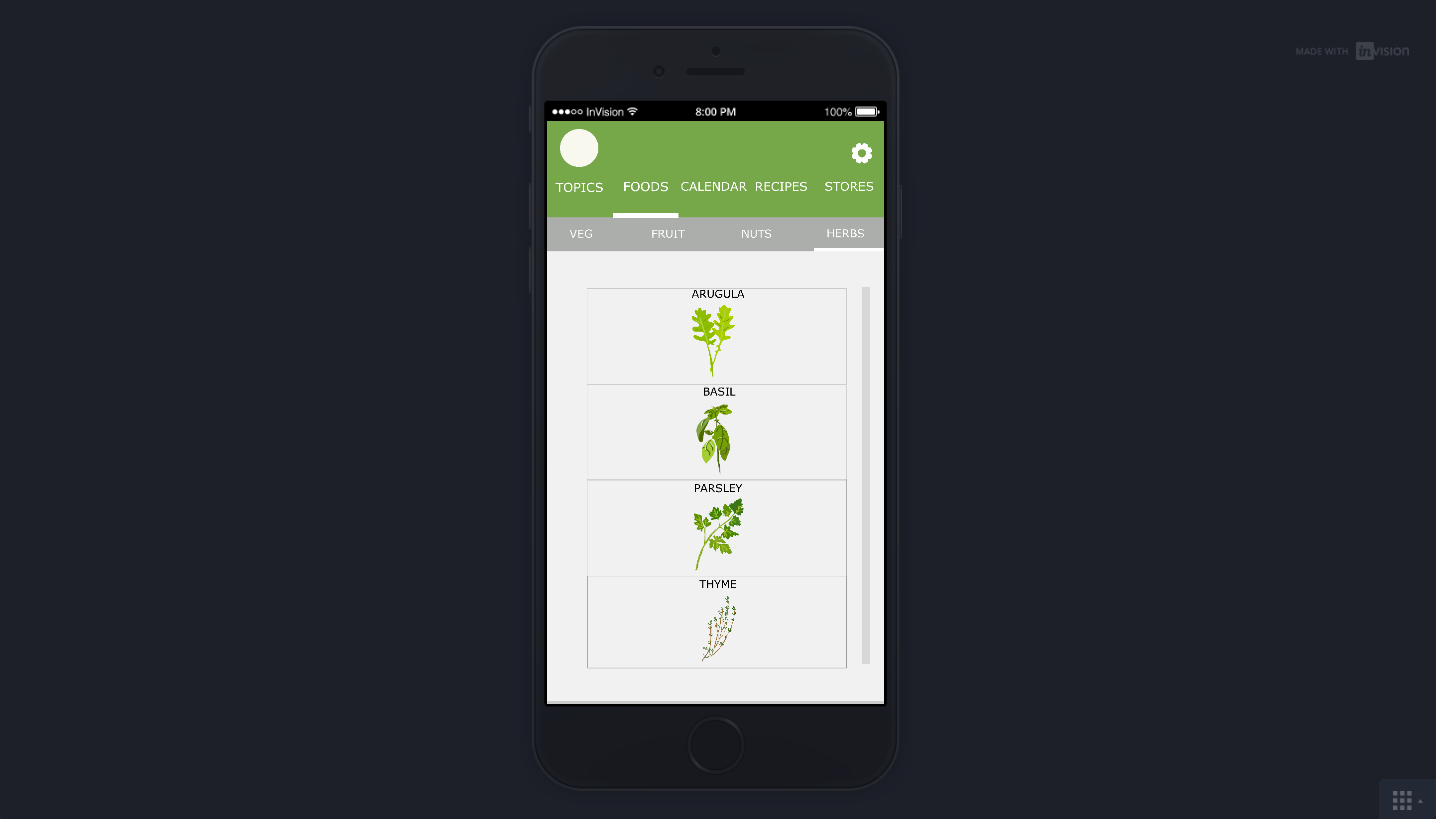 MADE WITH inVISION
InVision 8:00 PM 100%
TOPICS FOODS CALENDAR RECIPES STORES
VEG FRUIT NUTS HERBS
ARUGULA
BASIL
PARSLEY
THYME